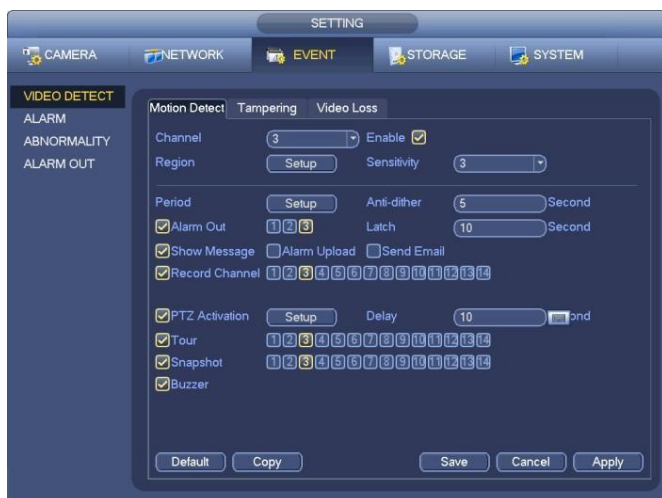 SETTING
CAMERA NETWORK EVENT STORAGE SYSTEM
VIDEO DETECT
ALARM
ABNORMALITY
ALARM OUT
Motion Detect Tampering Video Loss
Channel 3 Enable
Region Setup Sensitivity 3
Period Setup Anti-dither 5 Second
Alarm Out 1 2 3 Latch 10 Second
Show Message Alarm Upload Send Email
Record Channel 1 2 3 4 5 6 7 8 9 10 11 12 13 14
PTZ Activation Setup Delay 10 ond
Tour 1 2 3 4 5 6 7 8 9 10 11 12 13 14
Snapshot 1 2 3 4 5 6 7 8 9 10 11 12 13 14
Buzzer
Default Copy Save Cancel Apply